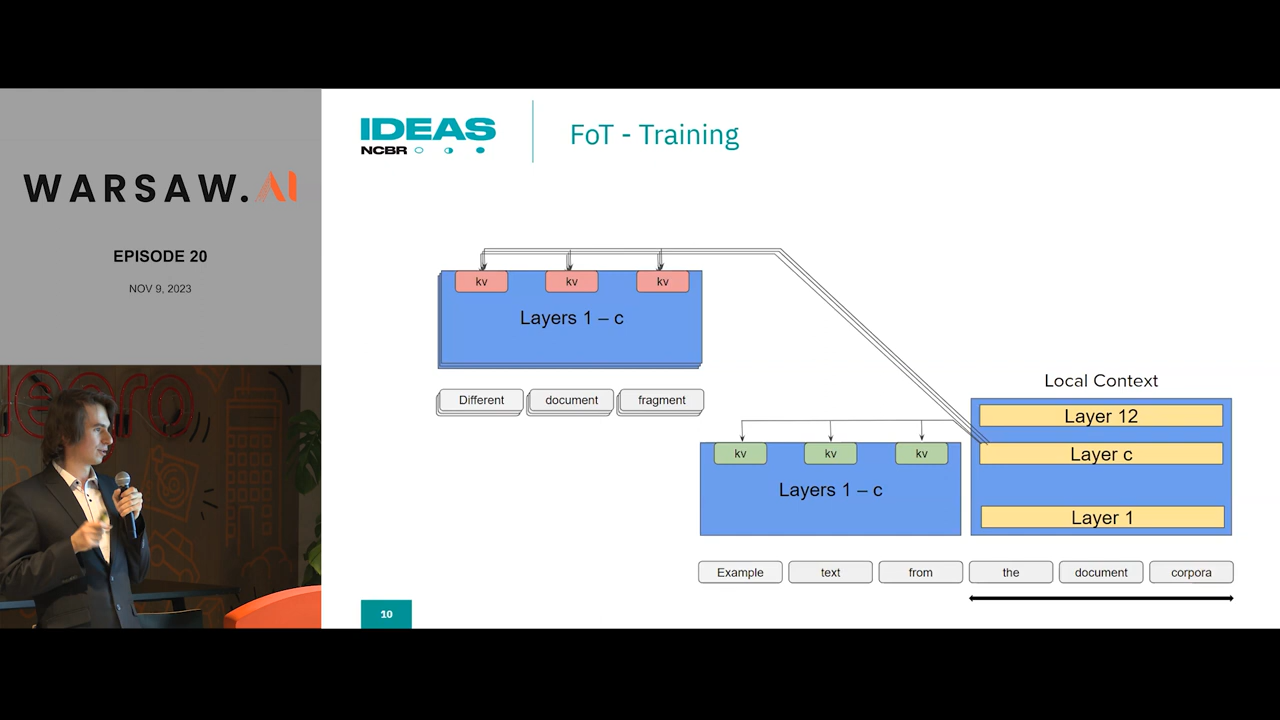 WARSAW.AI
EPISODE 20
NOV 9, 2023
IDEAS
NCBR
FoT - Training
kv kv kv
Layers 1 – c
Different document fragment
Local Context
Layer 12
Layer c
Layer 1
kv kv kv
Layers 1 – c
Example text from the document corpora
10